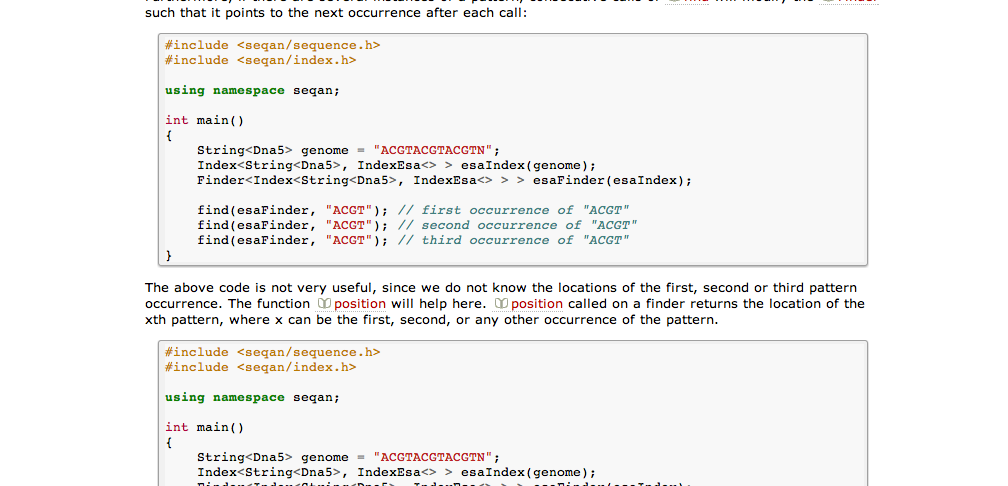 such that it points to the next occurrence after each call:
#include <seqan/sequence.h>
#include <seqan/index.h>
using namespace seqan;
int main()
{
String<Dna5> genome = "ACGTACGTACGTN";
Index<String<Dna5>, IndexEsa<> > esaIndex(genome);
Finder<Index<String<Dna5>, IndexEsa<> > > esaFinder(esaIndex);
find(esaFinder, "ACGT"); // first occurrence of "ACGT"
find(esaFinder, "ACGT"); // second occurrence of "ACGT"
find(esaFinder, "ACGT"); // third occurrence of "ACGT"
}
The above code is not very useful, since we do not know the locations of the first, second or third pattern
occurrence. The function position will help here. position called on a finder returns the location of the
xth pattern, where x can be the first, second, or any other occurrence of the pattern.
#include <seqan/sequence.h>
#include <seqan/index.h>
using namespace seqan;
int main()
{
String<Dna5> genome = "ACGTACGTACGTN";
Index<String<Dna5>, IndexEsa<> > esaIndex(genome);